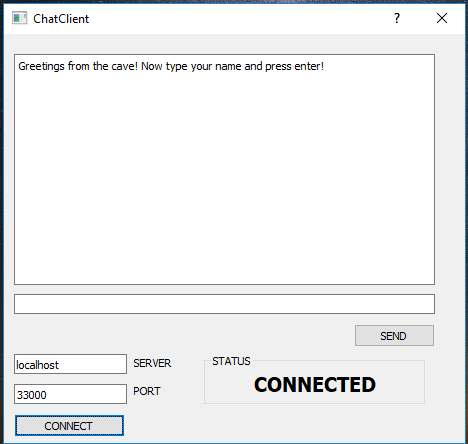 ChatClient
?
Greetings from the cave! Now type your name and press enter!
SEND
localhost
SERVER
STATUS
CONNECTED
33000
PORT
CONNECT